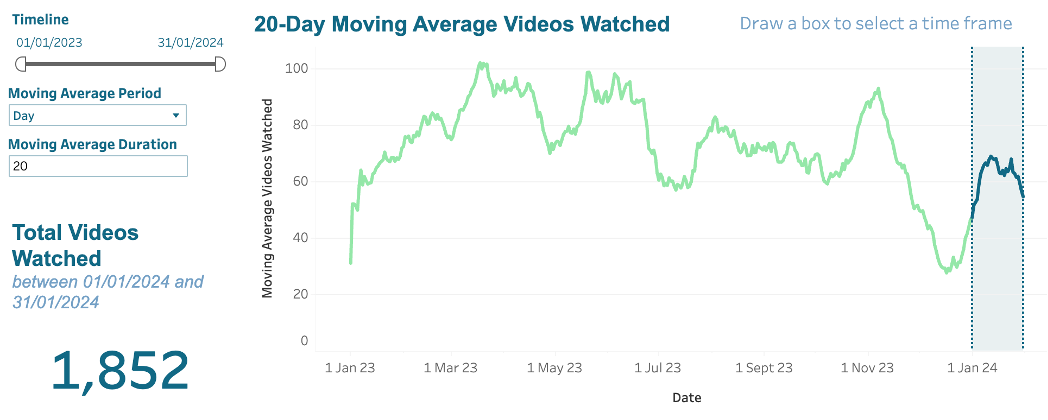 Timeline
01/01/2023 31/01/2024
Moving Average Period
Day
Moving Average Duration
20
Total Videos
Watched
between 01/01/2024 and
31/01/2024
1,852
20-Day Moving Average Videos Watched
Draw a box to select a time frame
Moving Average Videos Watched
100
80
60
40
20
0
1 Jan 23 1 Mar 23 1 May 23 1 Jul 23 1 Sept 23 1 Nov 23 1 Jan 24
Date